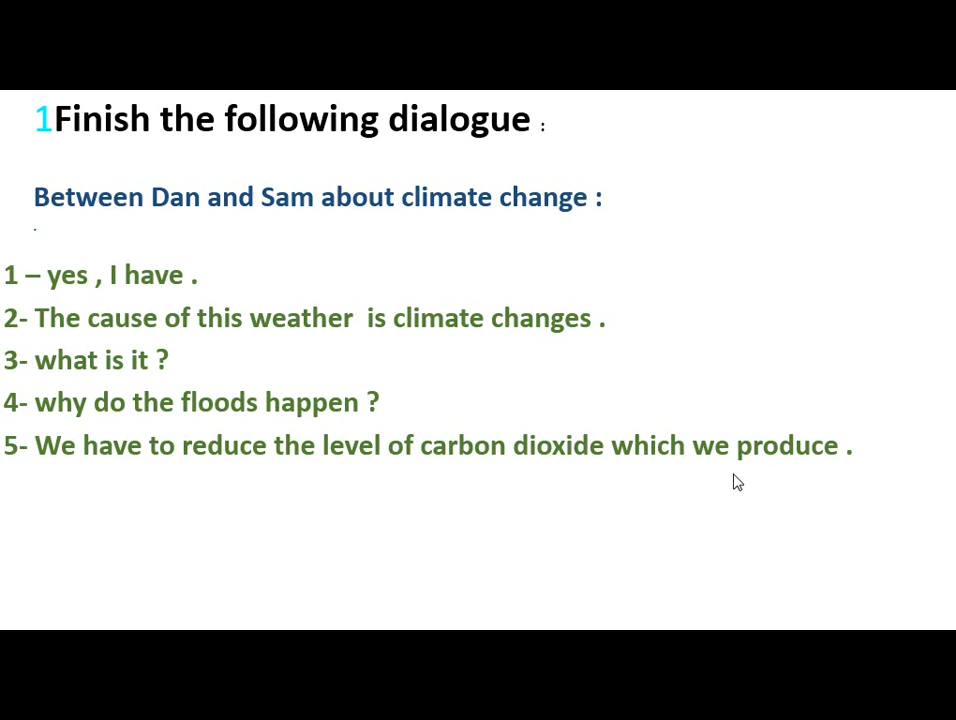 1Finish the following dialogue :
Between Dan and Sam about climate change :
.
1 – yes , I have .
2- The cause of this weather is climate changes .
3- what is it ?
4- why do the floods happen ?
5- We have to reduce the level of carbon dioxide which we produce .